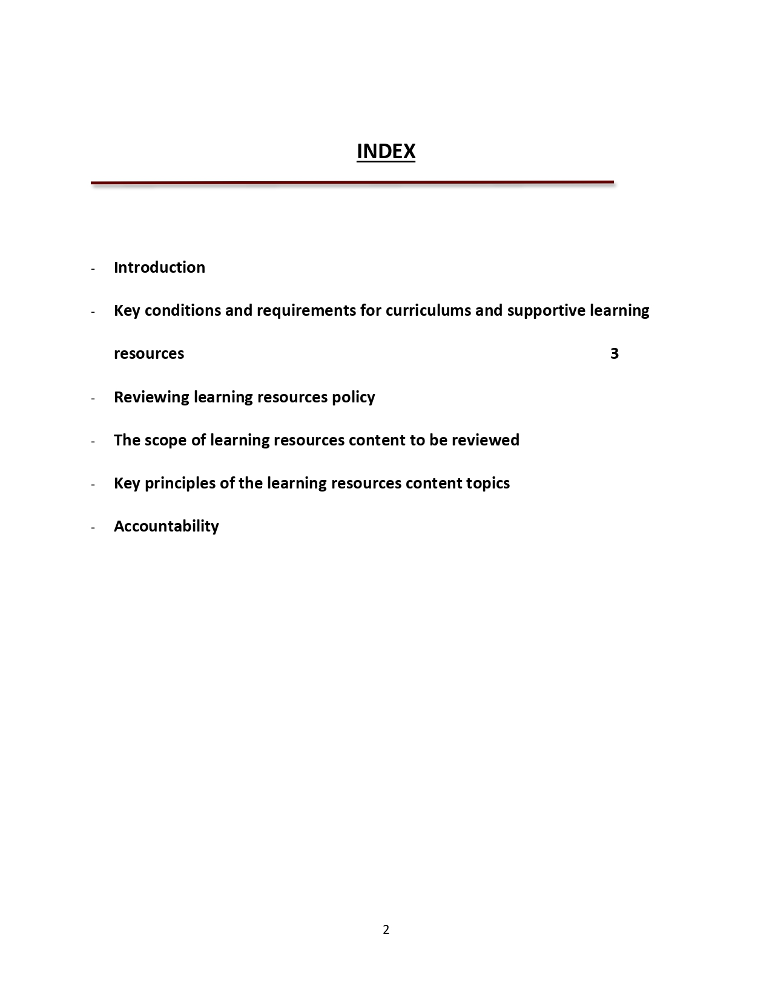 INDEX
- Introduction
- Key conditions and requirements for curriculums and supportive learning
resources 3
- Reviewing learning resources policy
- The scope of learning resources content to be reviewed
- Key principles of the learning resources content topics
- Accountability
2